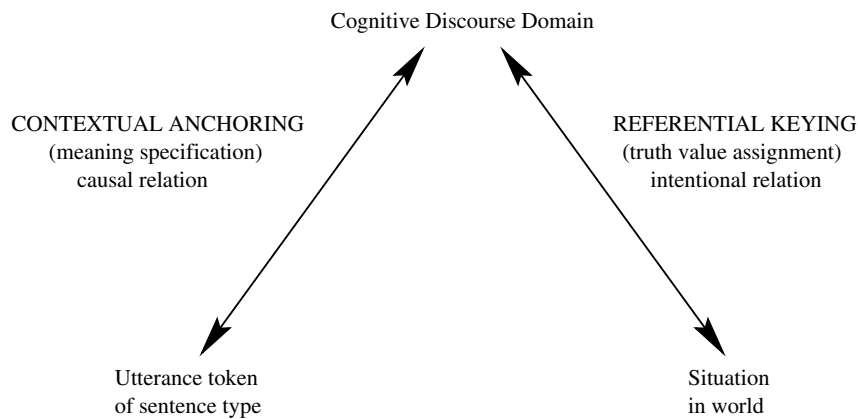 Cognitive Discourse Domain
CONTEXTUAL ANCHORING
(meaning specification)
causal relation
REFERENTIAL KEYING
(truth value assignment)
intentional relation
Utterance token
of sentence type
Situation
in world